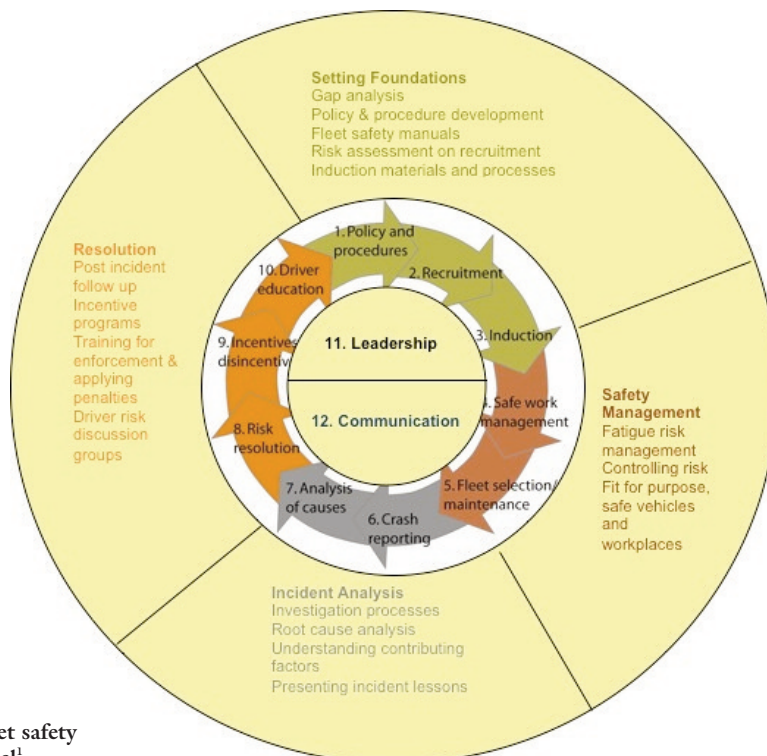 Setting Foundations
Gap analysis
Policy & procedure development
Fleet safety manuals
Risk assessment on recruitment
Induction materials and processes
Resolution
Post incident
follow up
Incentive
programs
Training for
enforcement &
applying
penalties
Driver risk
discussion
groups
1. Policy and
procedures
2. Recruitment
3. Induction
4. Safe work
management
5. Fleet selection/
maintenance
6. Crash
reporting
7. Analysis
of causes
8. Risk
resolution
9. Incentives
disincentiv
10. Driver
education
11. Leadership
12. Communication
Safety
Management
Fatigue risk
management
Controlling risk
Fit for purpose,
safe vehicles
and
workplaces
Incident Analysis
Investigation processes
Root cause analysis
Understanding contributing
factors
Presenting incident lessons
et safety